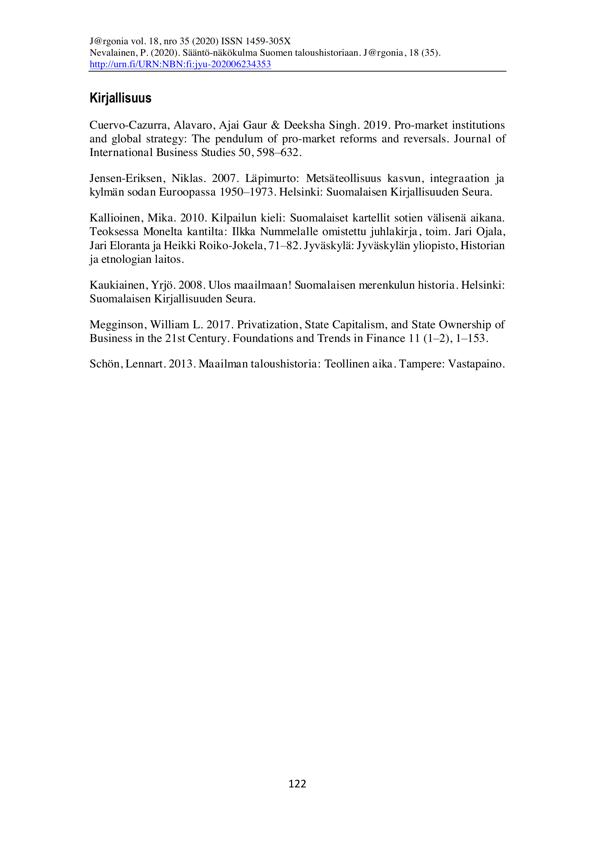 J@rgonia vol. 18, nro 35 (2020) ISSN 1459-305X
Nevalainen, P. (2020). Sääntö-näkökulma Suomen taloushistoriaan. J@rgonia, 18 (35).
http://urn.fi/URN:NBN:fi:jyu-202006234353
Kirjallisuus
Cuervo-Cazurra, Alavaro, Ajai Gaur & Deeksha Singh. 2019. Pro-market institutions
and global strategy: The pendulum of pro-market reforms and reversals. Journal of
International Business Studies 50, 598–632.
Jensen-Eriksen, Niklas. 2007. Läpimurto: Metsäteollisuus kasvun, integraation ja
kylmän sodan Euroopassa 1950–1973. Helsinki: Suomalaisen Kirjallisuuden Seura.
Kallioinen, Mika. 2010. Kilpailun kieli: Suomalaiset kartellit sotien välisenä aikana.
Teoksessa Monelta kantilta: Ilkka Nummelalle omistettu juhlakirja, toim. Jari Ojala,
Jari Eloranta ja Heikki Roiko-Jokela, 71–82. Jyväskylä: Jyväskylän yliopisto, Historian
ja etnologian laitos.
Kaukiainen, Yrjö. 2008. Ulos maailmaan! Suomalaisen merenkulun historia. Helsinki:
Suomalaisen Kirjallisuuden Seura.
Megginson, William L. 2017. Privatization, State Capitalism, and State Ownership of
Business in the 21st Century. Foundations and Trends in Finance 11 (1–2), 1–153.
Schön, Lennart. 2013. Maailman taloushistoria: Teollinen aika. Tampere: Vastapaino.
122